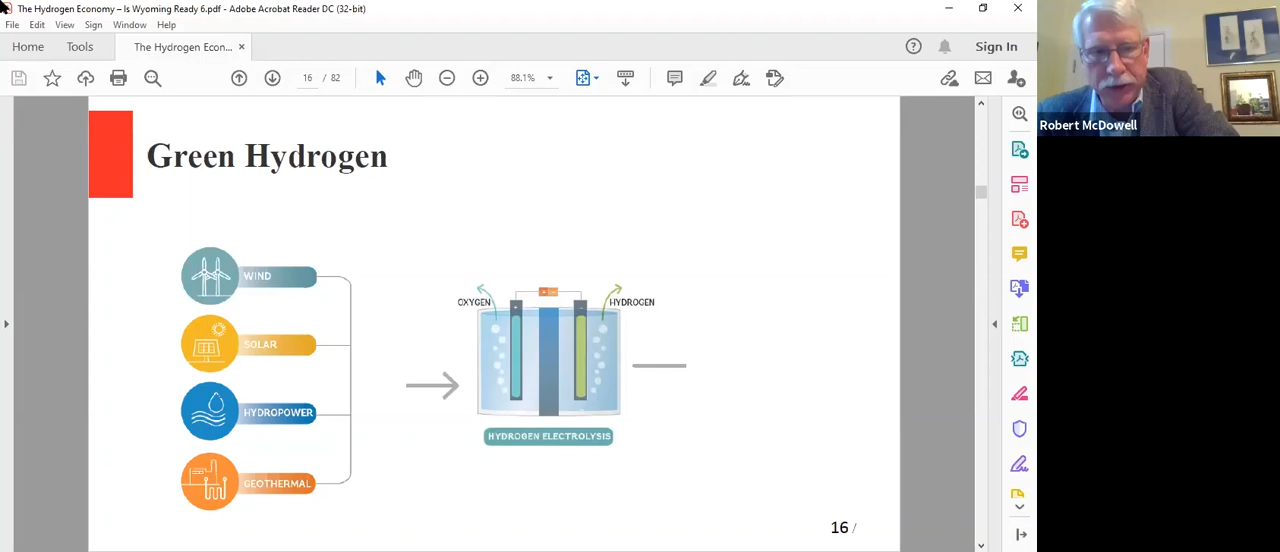 The Hydrogen Economy – Is Wyoming Ready 6.pdf - Adobe Acrobat Reader DC (32-bit)
File Edit View Sign Window Help
Home Tools The Hydrogen Econ... × Sign In
16 / 82 88.1%
Robert McDowell
Green Hydrogen
WIND
OXYGEN HYDROGEN
SOLAR
HYDROPOWER
HYDROGEN ELECTROLYSIS
GEOTHERMAL
16 /